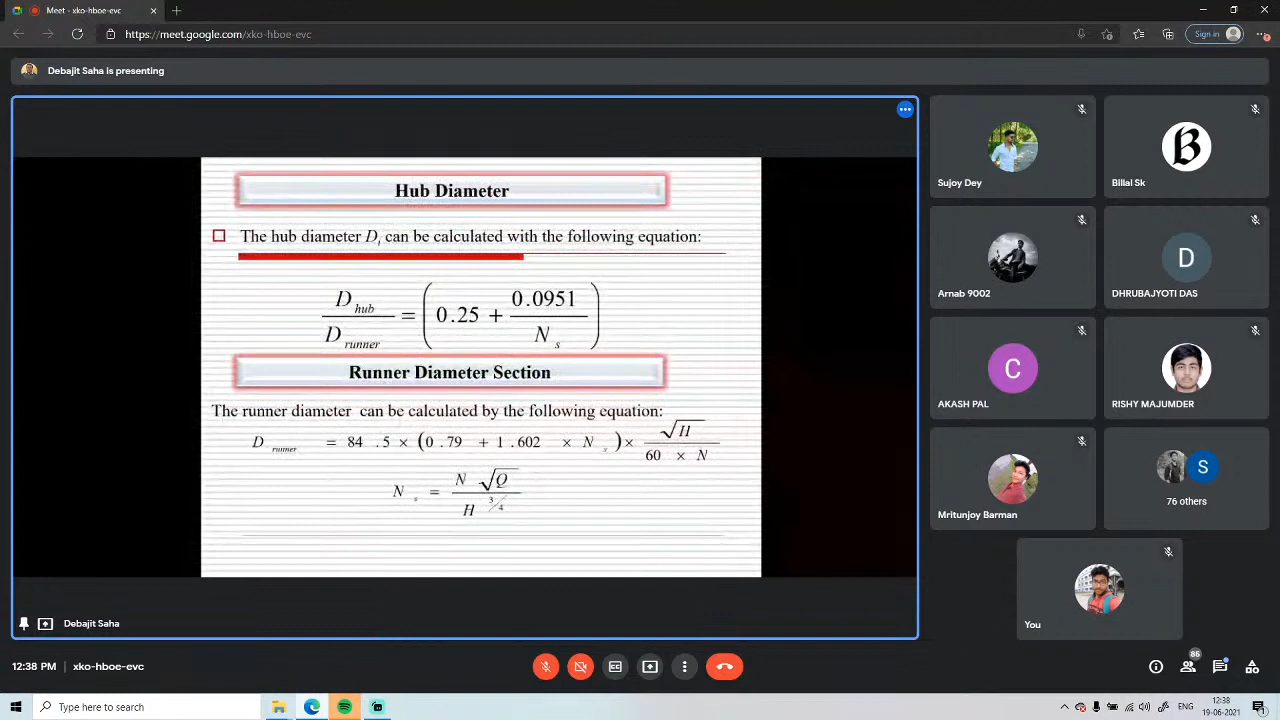 Meet - xko-hboe-evc
https://meet.google.com/xko-hboe-evc
Sign in
Debajit Saha is presenting
Hub Diameter
The hub diameter Di can be calculated with the following equation:
D hub / D runner = (0.25 + 0.0951 / N s)
Runner Diameter Section
The runner diameter can be calculated by the following equation:
D runner = 84.5 × (0.79 + 1.602 × N s) × √H / 60 × N
N s = N √Q / H 3/4
Debajit Saha
Sujoy Dey
B
Billal Sk
Arnab 9002
D
DHRUBAJYOTI DAS
C
AKASH PAL
RISHY MAJUMDER
Mritunjoy Barman
S
76 others
You
12:38 PM | xko-hboe-evc
CC
86
Type here to search
ENG
12:38
19-06-2021
1